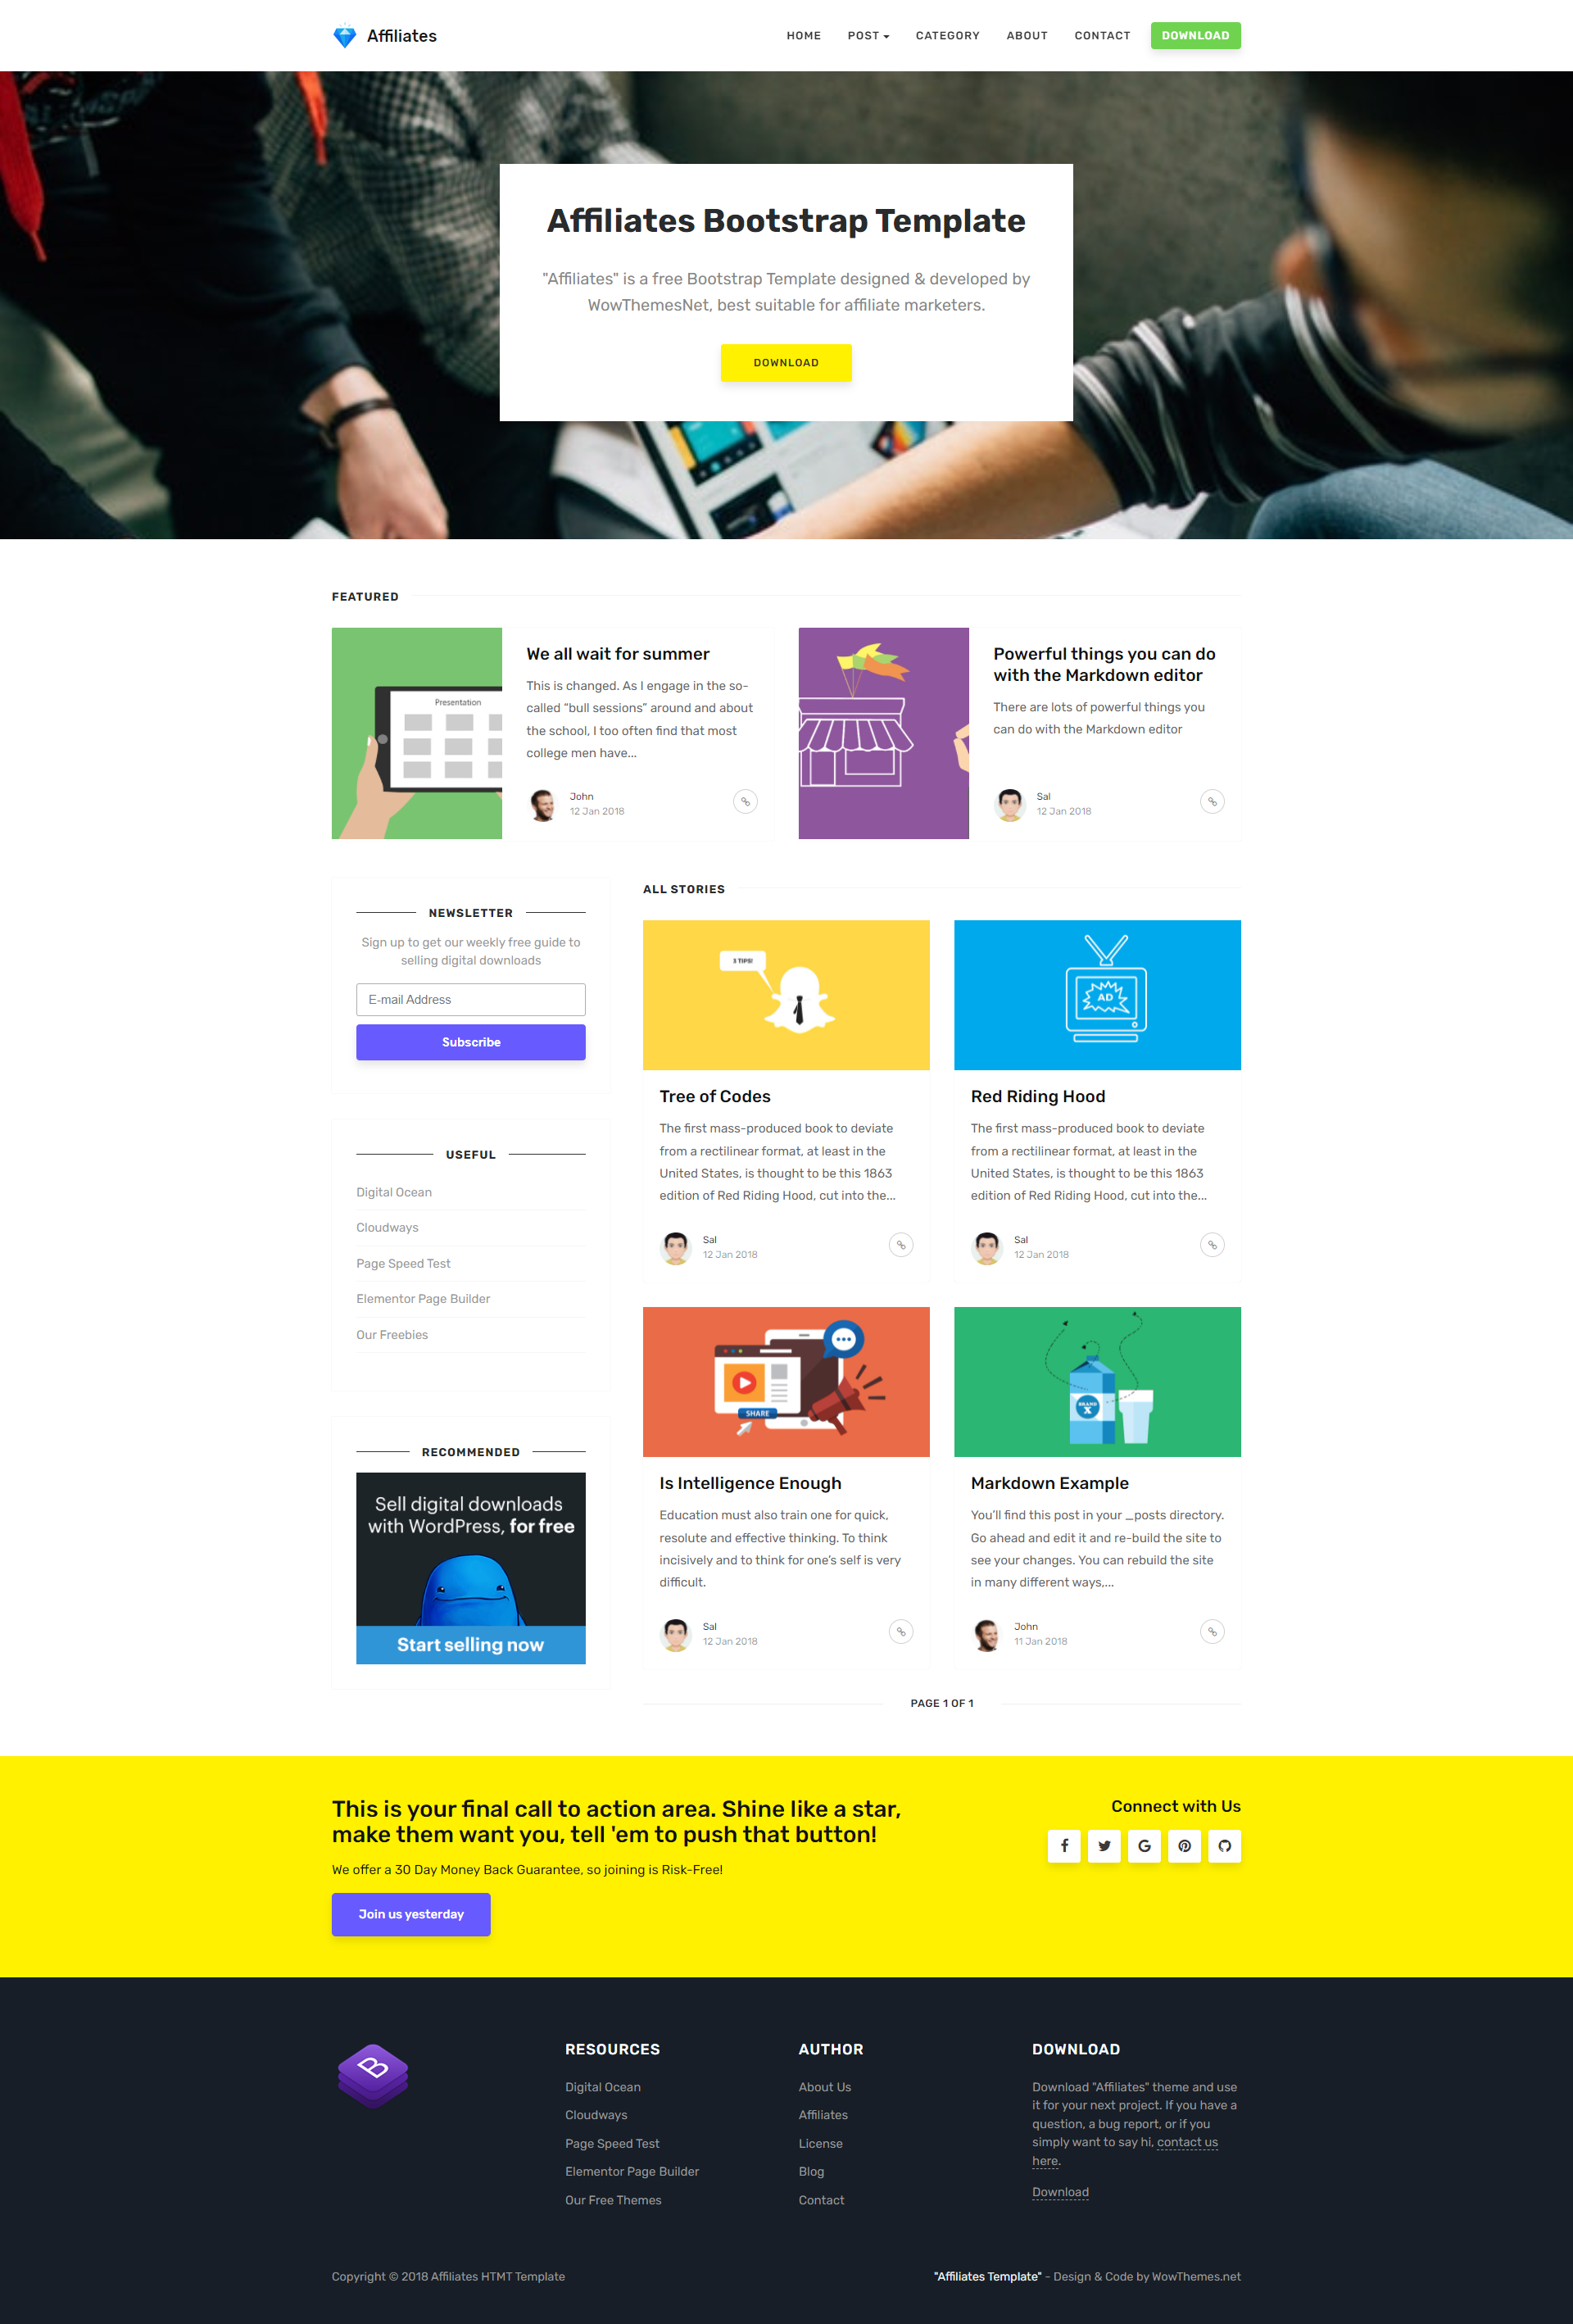 Affiliates
HOME
POST
CATEGORY
ABOUT
CONTACT
DOWNLOAD
Affiliates Bootstrap Template
"Affiliates" is a free Bootstrap Template designed & developed by
WowThemesNet, best suitable for affiliate marketers.
DOWNLOAD
FEATURED
Presentation
We all wait for summer
This is changed. As I engage in the so-
called “bull sessions” around and about
the school, I too often find that most
college men have...
John
12 Jan 2018
Powerful things you can do
with the Markdown editor
There are lots of powerful things you
can do with the Markdown editor
Sal
12 Jan 2018
NEWSLETTER
Sign up to get our weekly free guide to
selling digital downloads
E-mail Address
Subscribe
USEFUL
Digital Ocean
Cloudways
Page Speed Test
Elementor Page Builder
Our Freebies
RECOMMENDED
Sell digital downloads
with WordPress, for free
Start selling now
ALL STORIES
3 TIPS!
Tree of Codes
The first mass-produced book to deviate
from a rectilinear format, at least in the
United States, is thought to be this 1863
edition of Red Riding Hood, cut into the...
Sal
12 Jan 2018
AD
Red Riding Hood
The first mass-produced book to deviate
from a rectilinear format, at least in the
United States, is thought to be this 1863
edition of Red Riding Hood, cut into the...
Sal
12 Jan 2018
SHARE
Is Intelligence Enough
Education must also train one for quick,
resolute and effective thinking. To think
incisively and to think for one’s self is very
difficult.
Sal
12 Jan 2018
BRAND
X
Markdown Example
You’ll find this post in your _posts directory.
Go ahead and edit it and re-build the site to
see your changes. You can rebuild the site
in many different ways,...
John
11 Jan 2018
PAGE 1 OF 1
This is your final call to action area. Shine like a star,
make them want you, tell 'em to push that button!
We offer a 30 Day Money Back Guarantee, so joining is Risk-Free!
Join us yesterday
Connect with Us
B
RESOURCES
Digital Ocean
Cloudways
Page Speed Test
Elementor Page Builder
Our Free Themes
AUTHOR
About Us
Affiliates
License
Blog
Contact
DOWNLOAD
Download "Affiliates" theme and use
it for your next project. If you have a
question, a bug report, or if you
simply want to say hi, contact us
here.
Download
Copyright © 2018 Affiliates HTMT Template
"Affiliates Template" - Design & Code by WowThemes.net